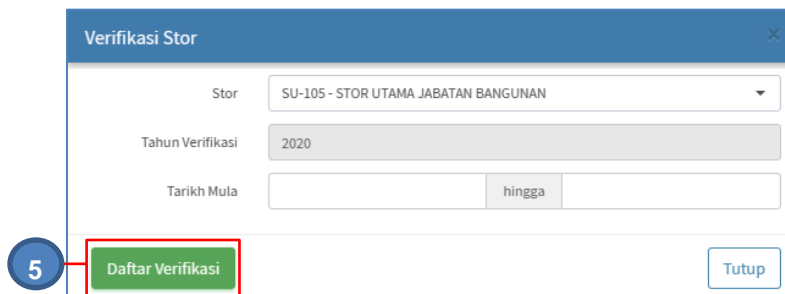 Verifikasi Stor ×
Stor SU-105 - STOR UTAMA JABATAN BANGUNAN
Tahun Verifikasi 2020
Tarikh Mula hingga
5 Daftar Verifikasi Tutup